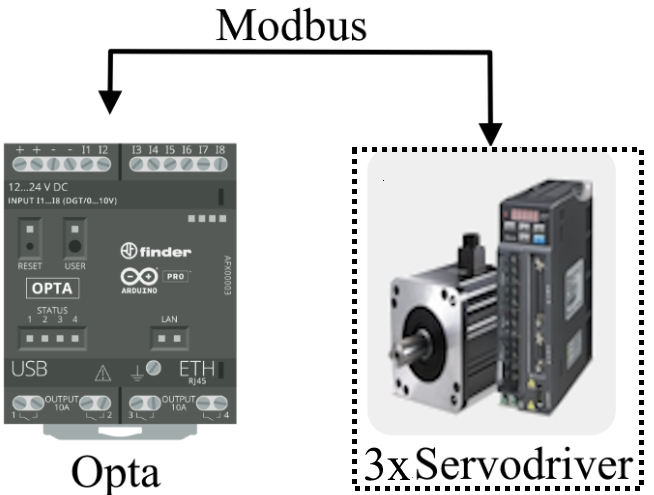 Modbus
+ + - - I1 I2 I3 I4 I5 I6 I7 I8
12...24 V DC
INPUT I1...I8 (DGT/0...10V)
RESET USER
finder
OPTA
ARDUINO
PRO
AFX00003
STATUS
1 2 3 4
LAN
USB
ETH
RJ45
OUTPUT
10A
1 2
OUTPUT
10A
3 4
Opta
3xServodriver